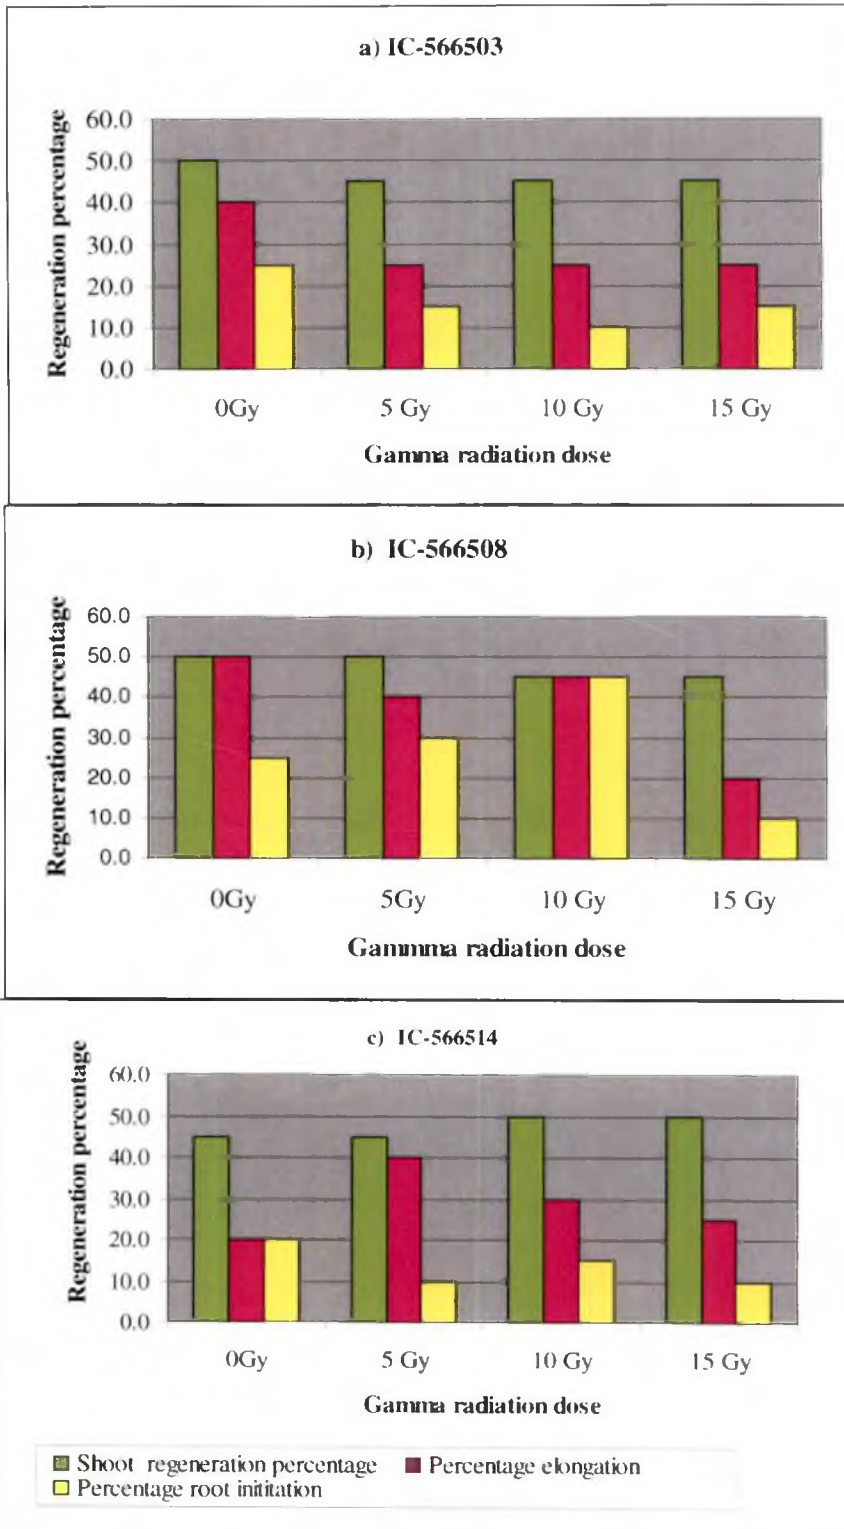 a) IC-566503
Regeneration percentage
60.0
50.0
40.0
30.0
20.0
10.0
0.0
0Gy 5 Gy 10 Gy 15 Gy
Gamma radiation dose
b) IC-566508
Regeneration percentage
60.0
50.0
40.0
30.0
20.0
10.0
0.0
0Gy 5Gy 10 Gy 15 Gy
Gammma radiation dose
c) IC-566514
Regeneration percentage
60.0
50.0
40.0
30.0
20.0
10.0
0.0
0Gy 5 Gy 10 Gy 15 Gy
Gamma radiation dose
Shoot regeneration percentage Percentage elongation
Percentage root inititation